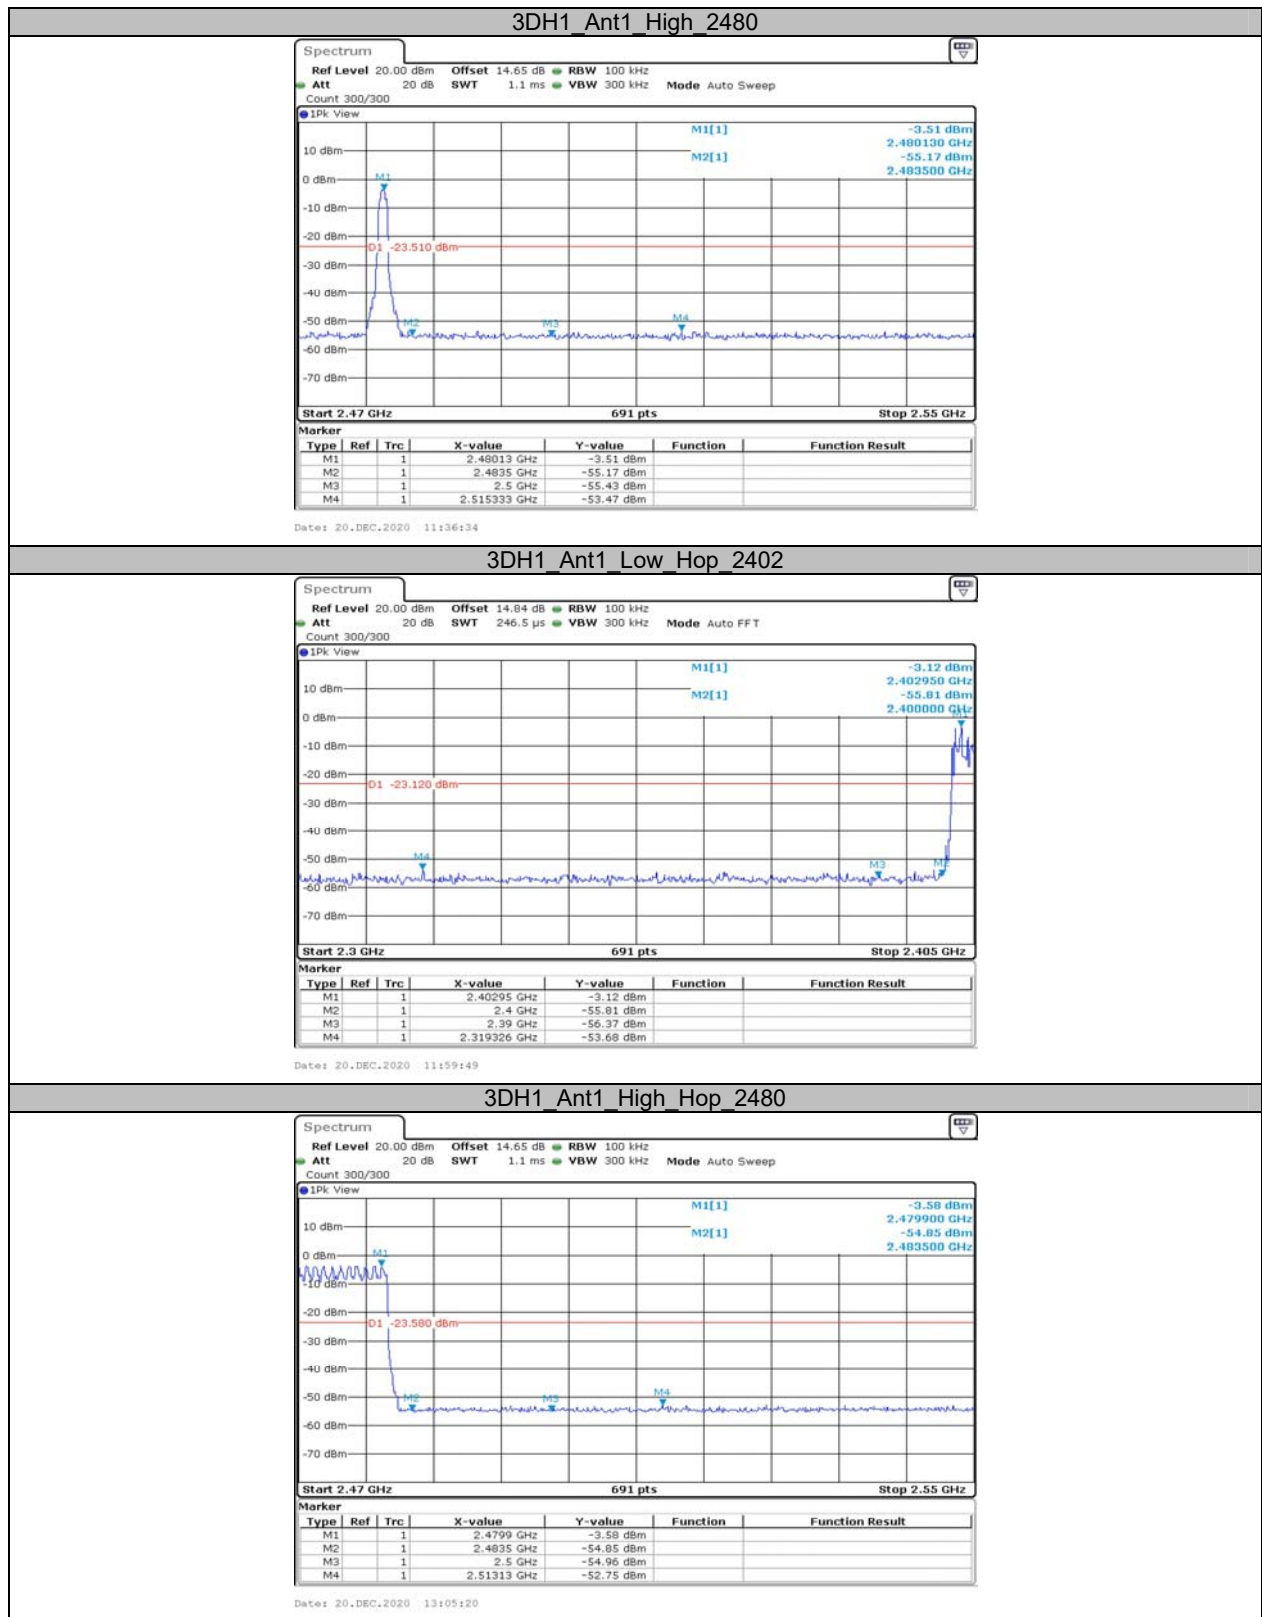 3DH1_Ant1_High_2480
Spectrum
Ref Level 20.00 dBm Offset 14.65 dB RBW 100 kHz
Att 20 dB SWT 1.1 ms VBW 300 kHz Mode Auto Sweep
Count 300/300
1Pk View
M1[1] -3.51 dBm
2.480130 GHz
10 dBm
M2[1] -55.17 dBm
2.483500 GHz
0 dBm
M1
-10 dBm
-20 dBm
D1 -23.510 dBm
-30 dBm
-40 dBm
-50 dBm
M2 M3 M4
-60 dBm
-70 dBm
Start 2.47 GHz 691 pts Stop 2.55 GHz
Marker
Type Ref Trc X-value Y-value Function Function Result
M1 1 2.48013 GHz -3.51 dBm
M2 1 2.4835 GHz -55.17 dBm
M3 1 2.5 GHz -55.43 dBm
M4 1 2.515333 GHz -53.47 dBm
Date: 20.DEC.2020 11:36:34
3DH1_Ant1_Low_Hop_2402
Spectrum
Ref Level 20.00 dBm Offset 14.84 dB RBW 100 kHz
Att 20 dB SWT 246.5 µs VBW 300 kHz Mode Auto FFT
Count 300/300
1Pk View
M1[1] -3.12 dBm
2.402950 GHz
10 dBm
M2[1] -55.81 dBm
2.400000 GHz
0 dBm
M1
-10 dBm
-20 dBm
D1 -23.120 dBm
-30 dBm
-40 dBm
-50 dBm
M4 M3 M2
-60 dBm
-70 dBm
Start 2.3 GHz 691 pts Stop 2.405 GHz
Marker
Type Ref Trc X-value Y-value Function Function Result
M1 1 2.40295 GHz -3.12 dBm
M2 1 2.4 GHz -55.81 dBm
M3 1 2.39 GHz -56.37 dBm
M4 1 2.319326 GHz -53.68 dBm
Date: 20.DEC.2020 11:59:49
3DH1_Ant1_High_Hop_2480
Spectrum
Ref Level 20.00 dBm Offset 14.65 dB RBW 100 kHz
Att 20 dB SWT 1.1 ms VBW 300 kHz Mode Auto Sweep
Count 300/300
1Pk View
M1[1] -3.58 dBm
2.479900 GHz
10 dBm
M2[1] -54.85 dBm
2.483500 GHz
0 dBm
M1
-10 dBm
-20 dBm
D1 -23.580 dBm
-30 dBm
-40 dBm
-50 dBm
M2 M3 M4
-60 dBm
-70 dBm
Start 2.47 GHz 691 pts Stop 2.55 GHz
Marker
Type Ref Trc X-value Y-value Function Function Result
M1 1 2.4799 GHz -3.58 dBm
M2 1 2.4835 GHz -54.85 dBm
M3 1 2.5 GHz -54.96 dBm
M4 1 2.51313 GHz -52.75 dBm
Date: 20.DEC.2020 13:05:20